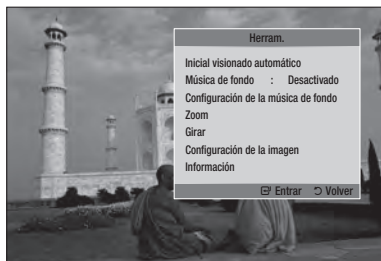 Herram.
Inicial visionado automático
Música de fondo : Desactivado
Configuración de la música de fondo
Zoom
Girar
Configuración de la imagen
Información
Entrar Volver